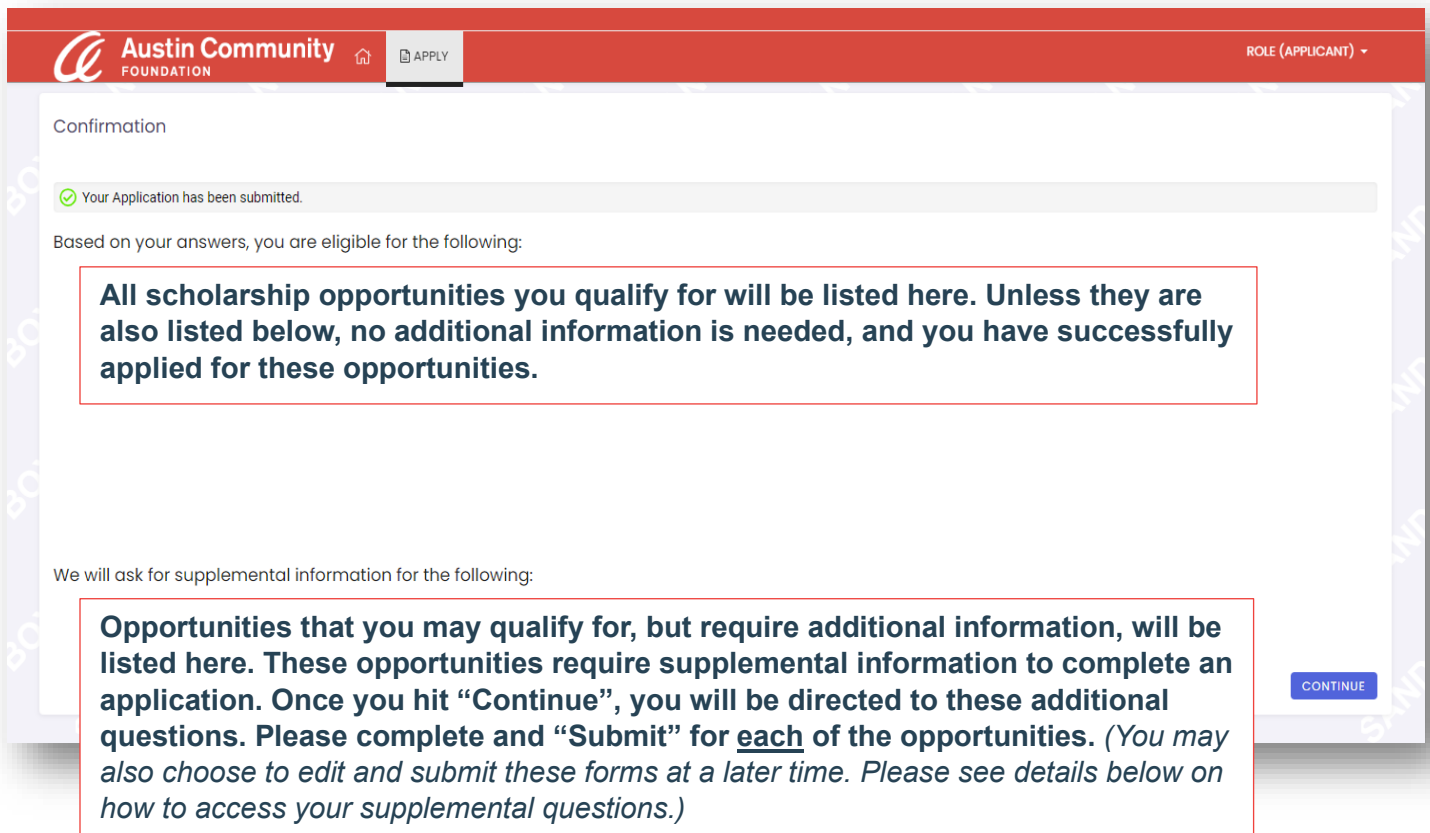 Austin Community
FOUNDATION
APPLY
ROLE (APPLICANT)
Confirmation
Your Application has been submitted.
Based on your answers, you are eligible for the following:
All scholarship opportunities you qualify for will be listed here. Unless they are
also listed below, no additional information is needed, and you have successfully
applied for these opportunities.
We will ask for supplemental information for the following:
Opportunities that you may qualify for, but require additional information, will be
listed here. These opportunities require supplemental information to complete an
application. Once you hit “Continue”, you will be directed to these additional
questions. Please complete and “Submit” for each of the opportunities. (You may
also choose to edit and submit these forms at a later time. Please see details below on
how to access your supplemental questions.)
CONTINUE